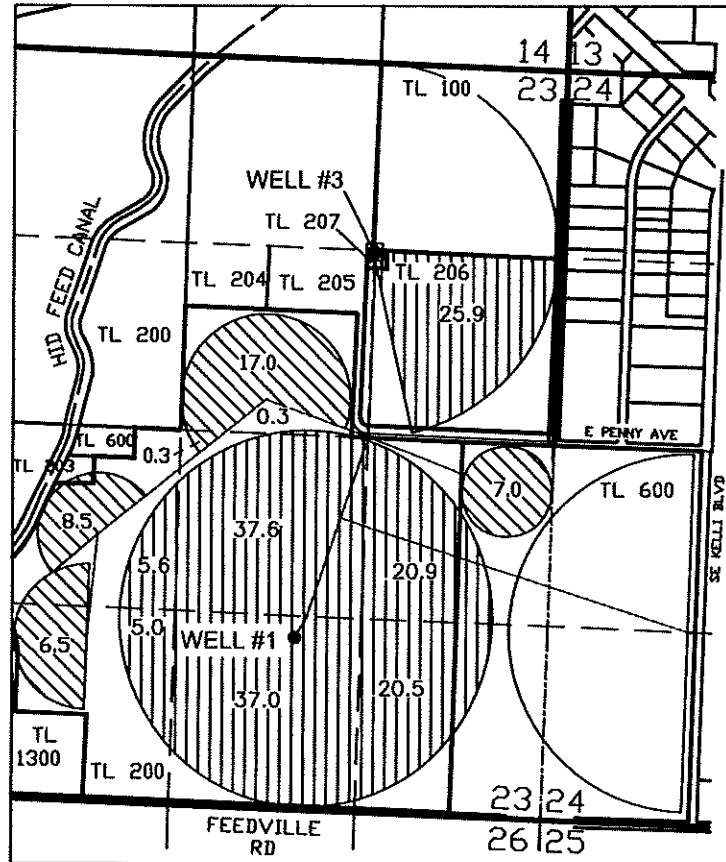 14 13
23 24
TL 100
WELL #3
TL 207
TL 204
TL 205
TL 206
HID FEED CANAL
TL 200
25.9
17.0
0.3
E PENNY AVE
TL 600
0.3
7.0
TL 600
SE KELLI BLVD
8.5
37.6
5.6
20.9
5.0
WELL #1
6.5
37.0
20.5
TL
1300
TL 200
23 24
FEEDVILLE
RD
26 25